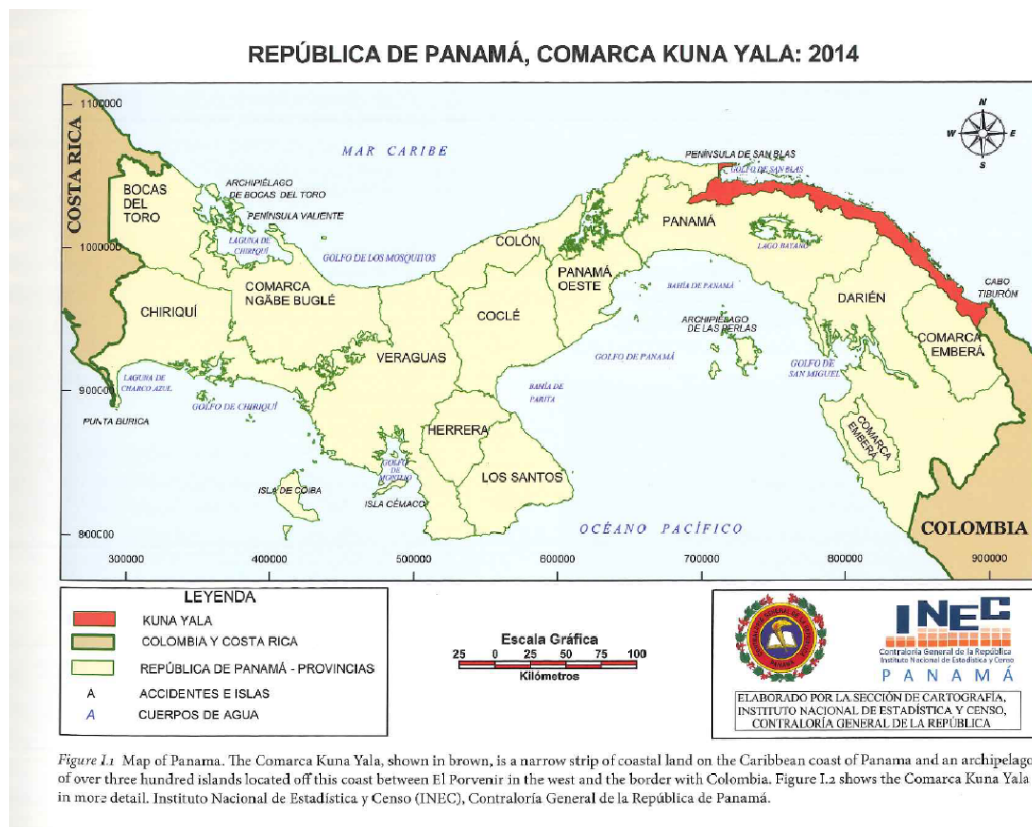 REPÚBLICA DE PANAMÁ, COMARCA KUNA YALA: 2014
1100000
COSTA RICA
MAR CARIBE
N
W
E
S
PENÍNSULA DE SAN BLAS
GOLFO DE SAN BLAS
BOCAS
DEL
TORO
ARCHIPIÉLAGO
DE BOCAS DEL TORO
PENÍNSULA VALIENTE
LAGUNA DE
CHIRIQUÍ
1000000
GOLFO DE LOS MOSQUITOS
COLÓN
PANAMÁ
LAGO BAYANO
CABO
TIBURÓN
CHIRIQUÍ
COMARCA
NGÄBE BUGLÉ
COCLÉ
PANAMÁ
OESTE
BAHÍA DE PANAMÁ
DARIÉN
COMARCA
EMBERÁ
VERAGUAS
ARCHIPIÉLAGO
DE LAS PERLAS
GOLFO DE PANAMÁ
GOLFO DE
SAN MIGUEL
LAGUNA DE
CHARCO AZUL
900000
GOLFO DE CHIRIQUÍ
BAHÍA DE
PARITA
PUNTA BURICA
HERRERA
COMARCA
EMBERÁ
GOLFO
DE
MONTIJO
LOS SANTOS
ISLA DE COIBA
ISLA CÉMACO
800000
OCÉANO PACÍFICO
COLOMBIA
300000
400000
500000
600000
700000
800000
900000
LEYENDA
KUNA YALA
COLOMBIA Y COSTA RICA
REPÚBLICA DE PANAMÁ - PROVINCIAS
A ACCIDENTES E ISLAS
A CUERPOS DE AGUA
Escala Gráfica
25 0 25 50 75 100
Kilómetros
INEC
Contraloría General de la República
Instituto Nacional de Estadística y Censo
PANAMÁ
ELABORADO POR LA SECCIÓN DE CARTOGRAFÍA,
INSTITUTO NACIONAL DE ESTADÍSTICA Y CENSO,
CONTRALORÍA GENERAL DE LA REPÚBLICA
Figure I.1 Map of Panama. The Comarca Kuna Yala, shown in brown, is a narrow strip of coastal land on the Caribbean coast of Panama and an archipelago
of over three hundred islands located off this coast between El Porvenir in the west and the border with Colombia. Figure I.2 shows the Comarca Kuna Yala
in more detail. Instituto Nacional de Estadística y Censo (INEC), Contraloría General de la República de Panamá.